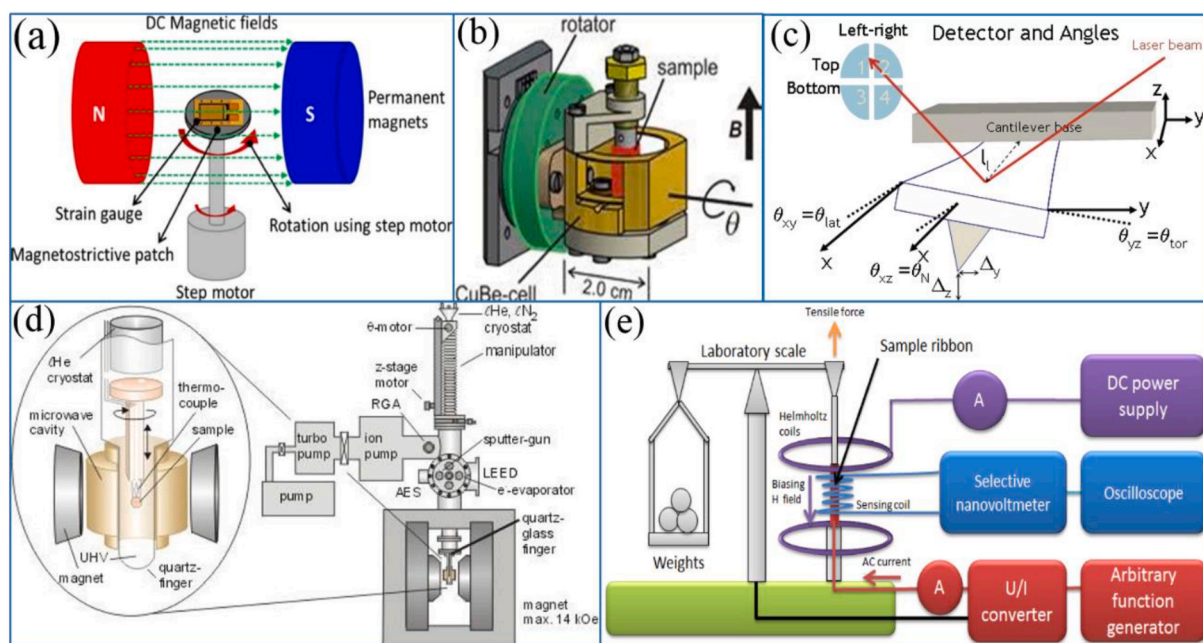 (a)
DC Magnetic fields
N
S
Permanent
magnets
Strain gauge
Magnetostrictive patch
Rotation using step motor
Step motor
(b)
rotator
sample
B
θ
CuBe-cell
2.0 cm
(c)
Left-right
Detector and Angles
Laser beam
Top
1 2
Bottom
3 4
Cantilever base
z
y
x
l
θxy = θlat
x
y
θyz = θtor
x
θxz = θN
Δy
Δz
(d)
ℓHe
cryostat
microwave
cavity
thermo-
couple
sample
UHV
magnet
quartz-
finger
ℓHe, ℓN2
cryostat
θ-motor
manipulator
z-stage
motor
RGA
turbo
pump
ion
pump
pump
sputter-gun
LEED
AES
e-evaporator
quartz-
glass
finger
magnet
max. 14 kOe
(e)
Tensile force
Laboratory scale
Sample ribbon
Helmholtz
coils
A
DC power
supply
Biasing
H field
Sensing coil
Selective
nanovoltmeter
Oscilloscope
Weights
AC current
A
U/I
converter
Arbitrary
function
generator